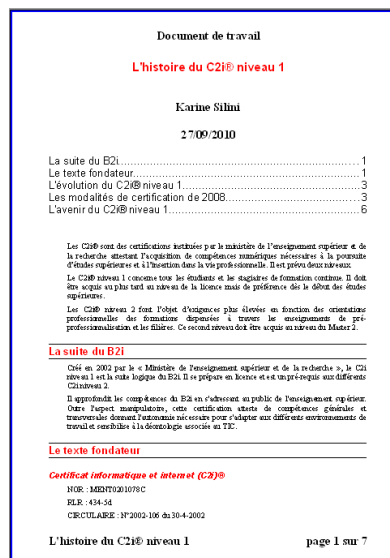 Document de travail
L'histoire du C2i® niveau 1
Karine Silini
27/09/2010
La suite du B2i....................................................................1
Le texte fondateur...............................................................1
L'évolution du C2i® niveau 1................................................3
Les modalités de certification de 2008..................................3
L'avenir du C2i® niveau 1....................................................6
Les C2i® sont des certifications instituées par le ministère de l'enseignement supérieur et de
la recherche attestant l'acquisition de compétences numériques nécessaires à la poursuite
d'études supérieures et à l'insertion dans la vie professionnelle. Il est prévu deux niveaux.
Le C2i® niveau 1 concerne tous les étudiants et les stagiaires de formation continue. Il doit
être acquis au plus tard au niveau de la licence mais de préférence dès le début des études
supérieures.
Les C2i® niveau 2 font l'objet d'exigences plus élevées en fonction des orientations
professionnelles des formations dispensées à travers les enseignements de pré-
professionnalisation et les filières. Ce second niveau doit être acquis au niveau du Master 2.
La suite du B2i
Créé en 2002 par le « Ministère de l'enseignement supérieur et de la recherche », le C2i
niveau 1 est la suite logique du B2i. Il se prépare en licence et est un pré-requis aux différents
C2i niveau 2.
Il approfondit les compétences du B2i en s'adressant au public de l'enseignement supérieur.
Outre l'aspect manipulatoire, cette certification atteste de compétences générales et
transversales donnant l'autonomie nécessaire pour s'adapter aux différents environnements de
travail et sensibilise à la déontologie associée au TIC.
Le texte fondateur
Certificat informatique et internet (C2i)®
NOR : MENT0201078C
RLR : 434-5d
CIRCULAIRE : N°2002-106 du 30-4-2002
L'histoire du C2i® niveau 1 page 1 sur 7